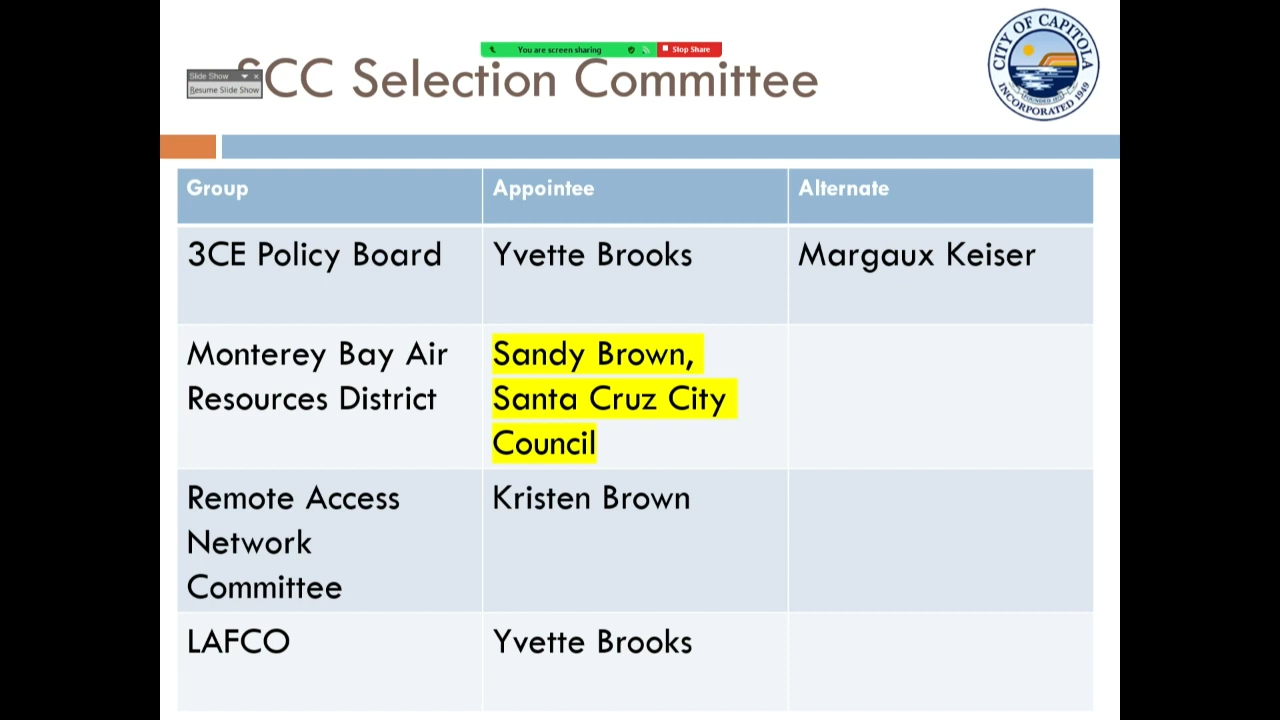 You are screen sharing
Stop Share
Slide Show
Resume Slide Show
SCC Selection Committee
CITY OF CAPITOLA
INCORPORATED 1949
Group Appointee Alternate
3CE Policy Board Yvette Brooks Margaux Keiser
Monterey Bay Air
Resources District
Sandy Brown,
Santa Cruz City
Council
Remote Access
Network
Committee
Kristen Brown
LAFCO Yvette Brooks